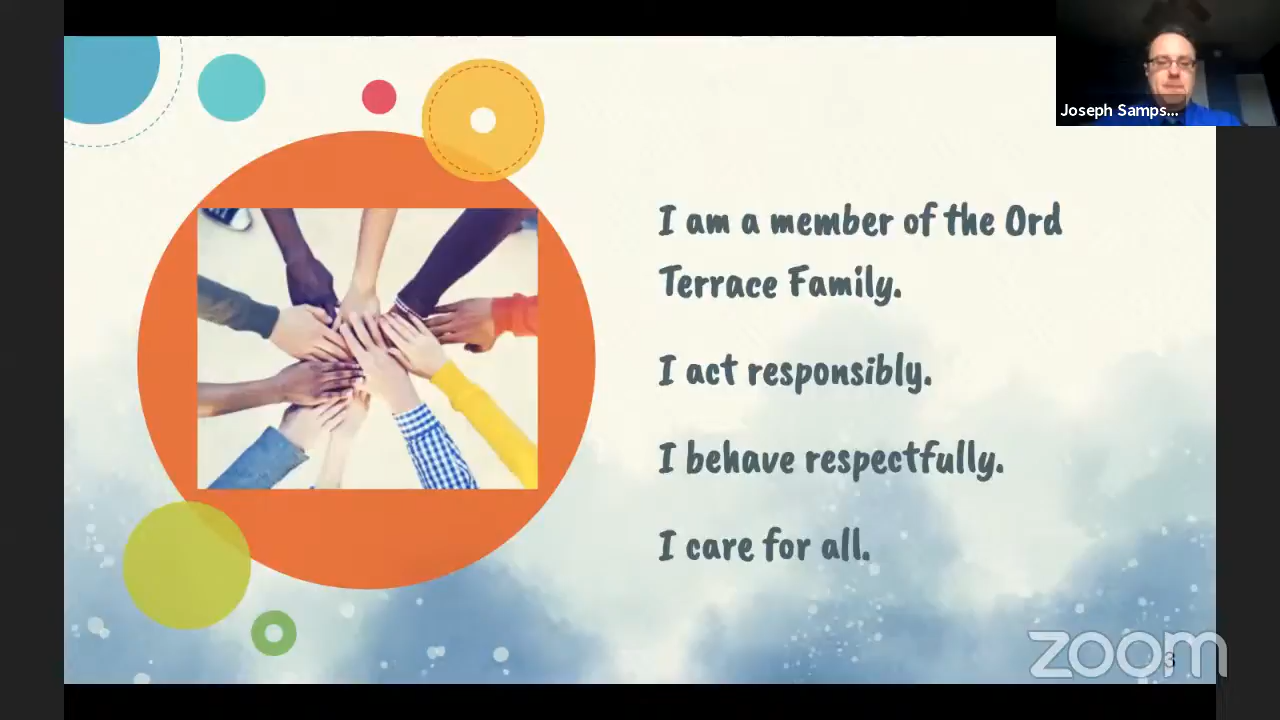 Joseph Samps...
I am a member of the Ord
Terrace Family.
I act responsibly.
I behave respectfully.
I care for all.
zoom
3